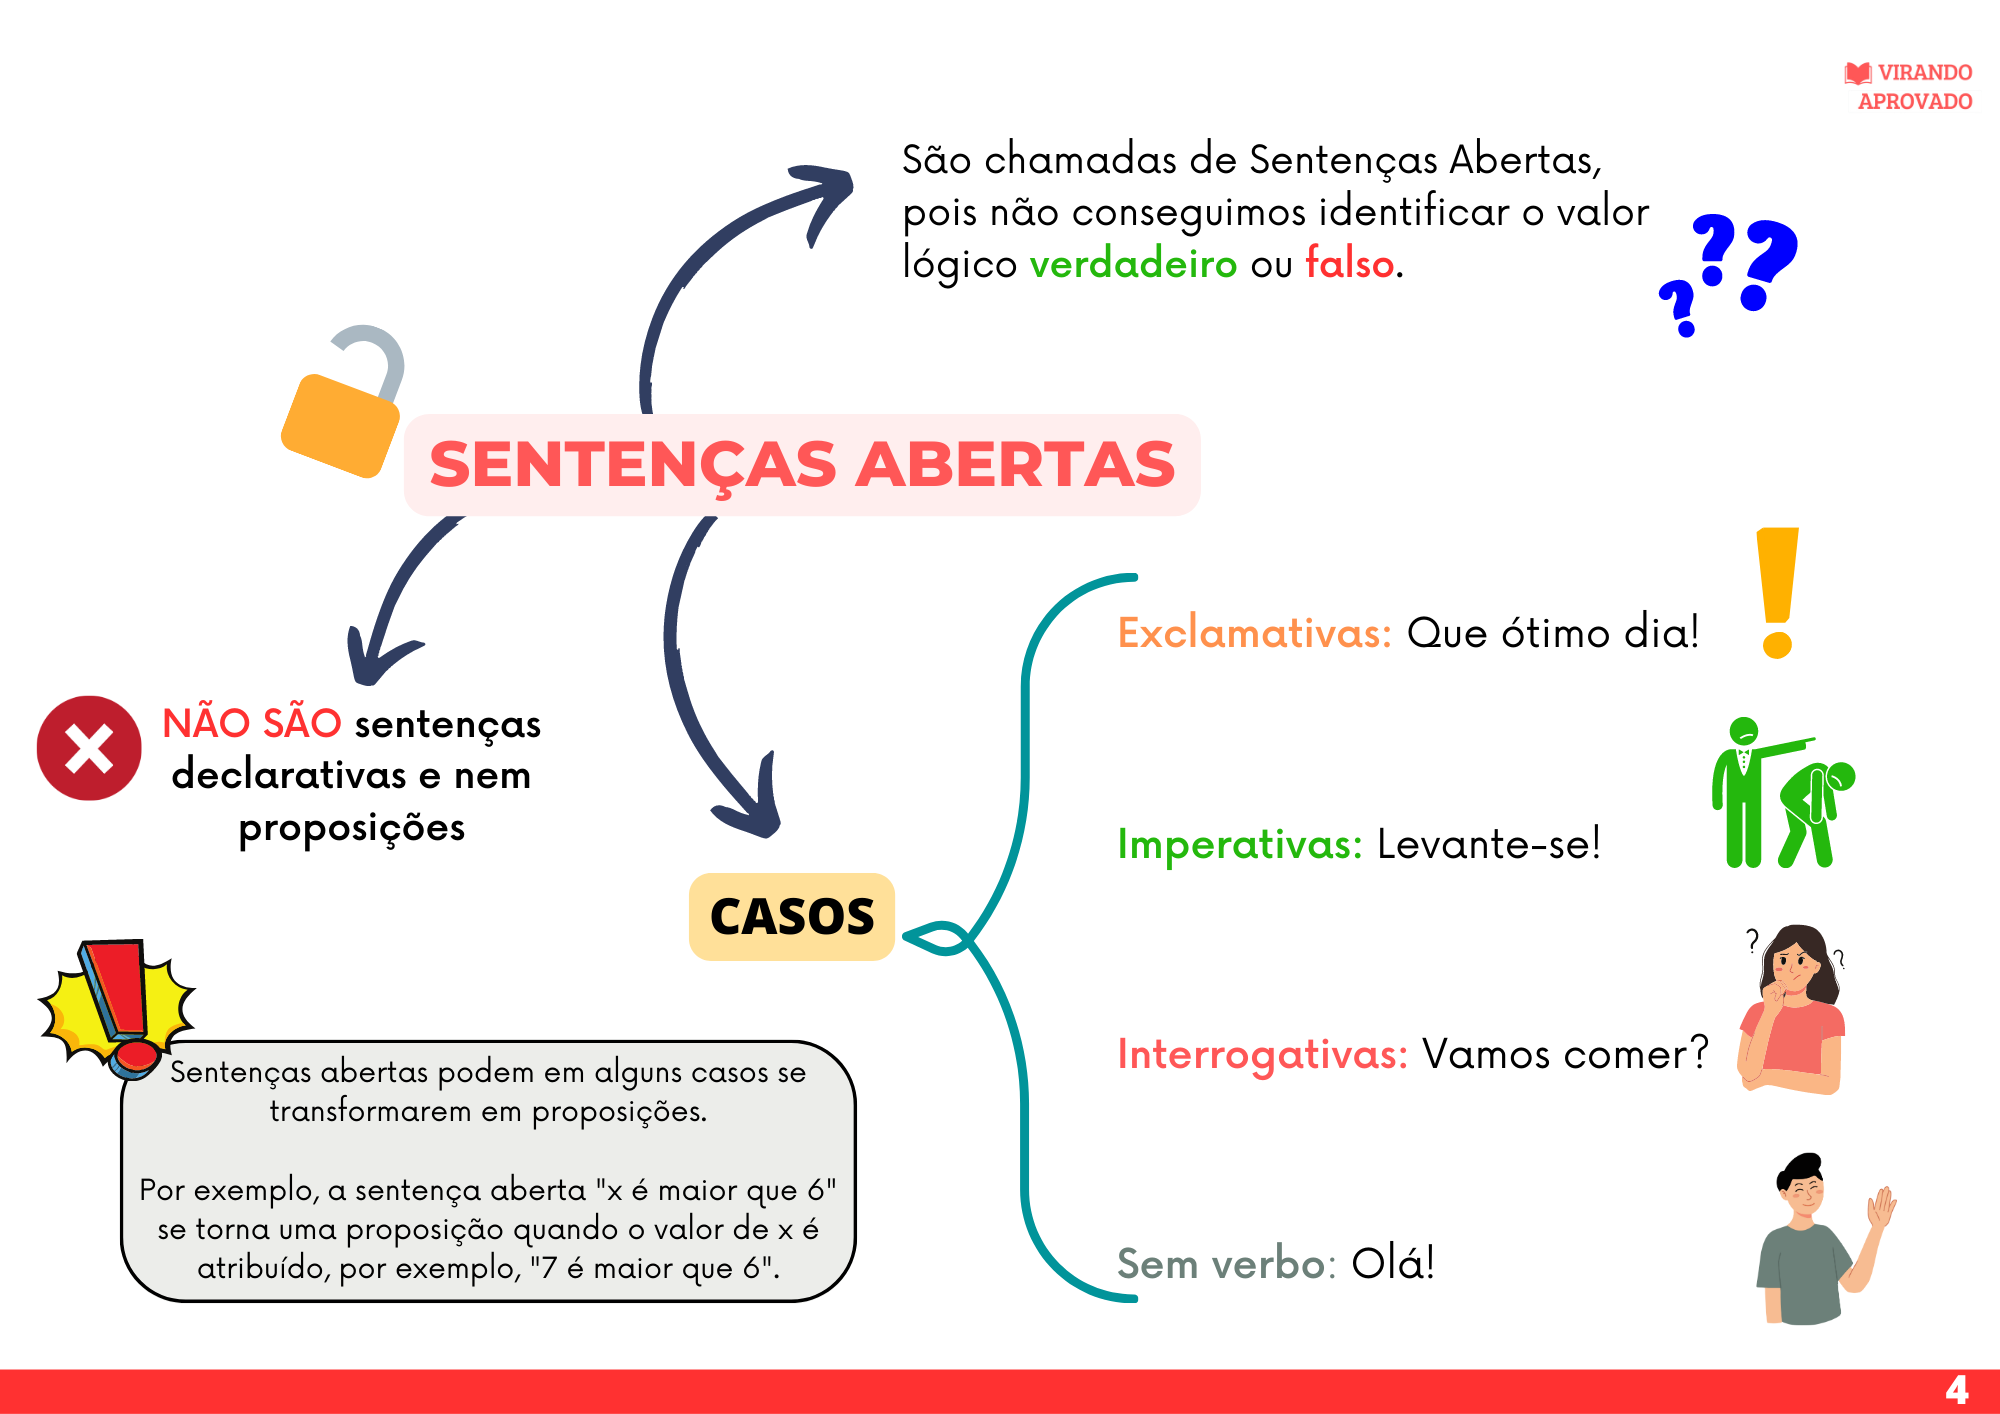 VIRANDO
APROVADO
São chamadas de Sentenças Abertas,
pois não conseguimos identificar o valor
lógico verdadeiro ou falso.
SENTENÇAS ABERTAS
NÃO SÃO sentenças
declarativas e nem
proposições
CASOS
Exclamativas: Que ótimo dia!
Imperativas: Levante-se!
Interrogativas: Vamos comer?
Sem verbo: Olá!
Sentenças abertas podem em alguns casos se
transformarem em proposições.
Por exemplo, a sentença aberta "x é maior que 6"
se torna uma proposição quando o valor de x é
atribuído, por exemplo, "7 é maior que 6".
4